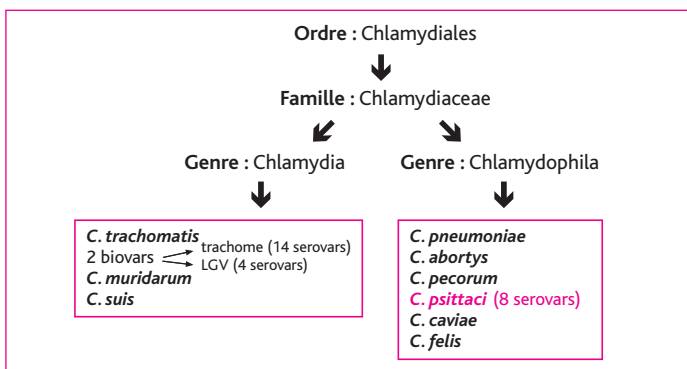 Ordre : Chlamydiales
Famille : Chlamydiaceae
Genre : Chlamydia
Genre : Chlamydophila
C. trachomatis
2 biovars
trachome (14 serovars)
LGV (4 serovars)
C. muridarum
C. suis
C. pneumoniae
C. abortys
C. pecorum
C. psittaci (8 serovars)
C. caviae
C. felis